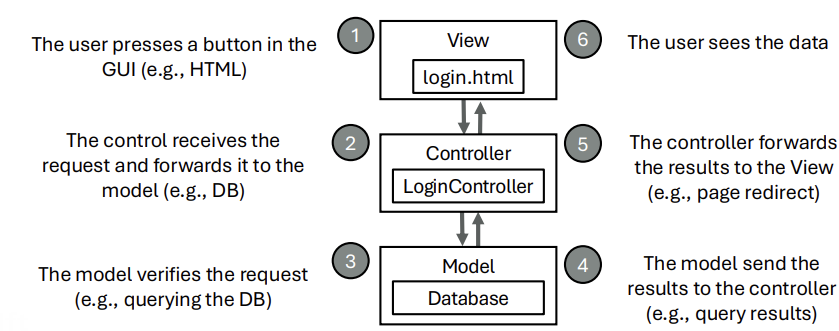 1
The user presses a button in the
GUI (e.g., HTML)
View
login.html
6
The user sees the data
2
The control receives the
request and forwards it to the
model (e.g., DB)
Controller
LoginController
5
The controller forwards
the results to the View
(e.g., page redirect)
3
The model verifies the request
(e.g., querying the DB)
Model
Database
4
The model send the
results to the controller
(e.g., query results)